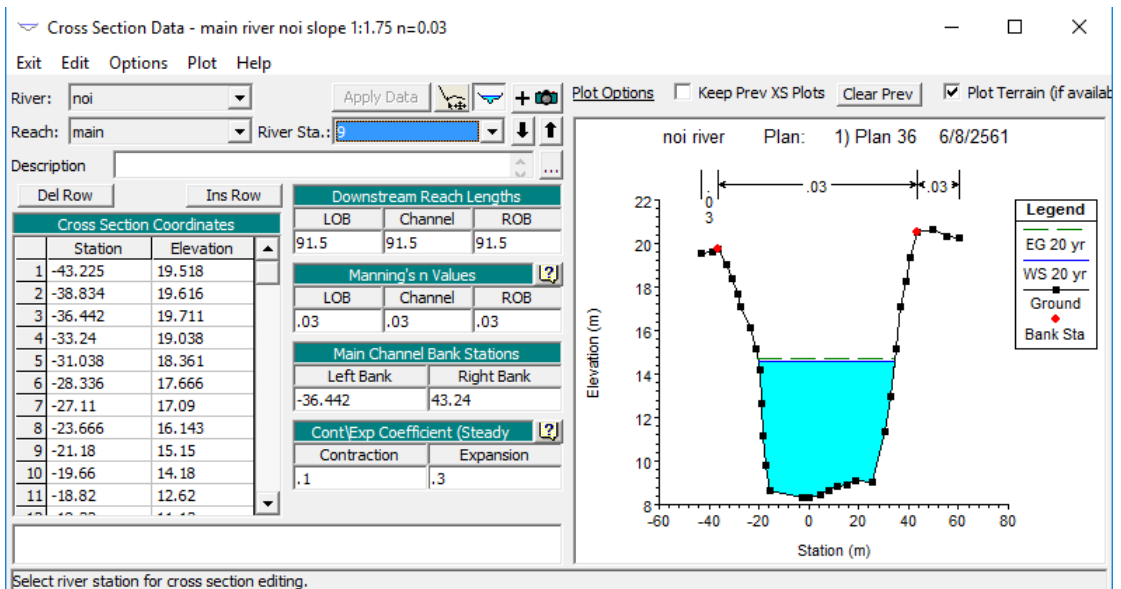 Cross Section Data - main river noi slope 1:1.75 n=0.03
Exit Edit Options Plot Help
River: noi Apply Data
Reach: main River Sta.: 9
Description ...
Del Row Ins Row
Cross Section Coordinates
Station Elevation
1 -43.225 19.518
2 -38.834 19.616
3 -36.442 19.711
4 -33.24 19.038
5 -31.038 18.361
6 -28.336 17.666
7 -27.11 17.09
8 -23.666 16.143
9 -21.18 15.15
10 -19.66 14.18
11 -18.82 12.62
Downstream Reach Lengths
LOB Channel ROB
91.5 91.5 91.5
Manning's n Values
LOB Channel ROB
.03 .03 .03
Main Channel Bank Stations
Left Bank Right Bank
-36.442 43.24
Cont\Exp Coefficient (Steady
Contraction Expansion
.1 .3
Select river station for cross section editing.
Plot Options Keep Prev XS Plots Clear Prev Plot Terrain (if availab
noi river Plan: 1) Plan 36 6/8/2561
.03 .03 .03
22
20
18
16
14
12
10
8
Elevation (m)
-60 -40 -20 0 20 40 60 80
Station (m)
Legend
EG 20 yr
WS 20 yr
Ground
Bank Sta